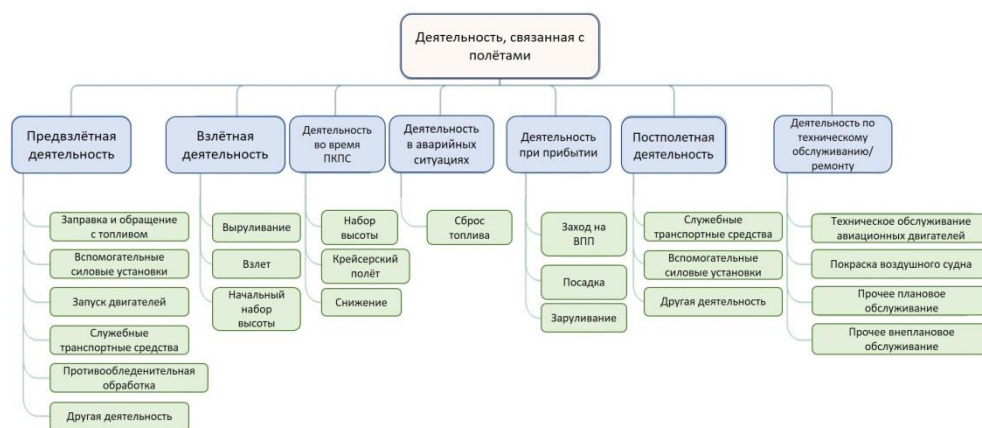 Деятельность, связанная с
полётами
Предвзлётная
деятельность
Взлётная
деятельность
Деятельность
во время
ПКПС
Деятельность
в аварийных
ситуациях
Деятельность
при прибытии
Постполетная
деятельность
Деятельность по
техническому
обслуживанию/
ремонту
Заправка и обращение
с топливом
Вспомогательные
силовые установки
Запуск двигателей
Служебные
транспортные средства
Противообледенительная
обработка
Другая деятельность
Выруливание
Взлет
Начальный
набор
высоты
Набор
высоты
Крейсерский
полёт
Снижение
Сброс
топлива
Заход на
ВПП
Посадка
Заруливание
Служебные
транспортные средства
Вспомогательные
силовые установки
Другая деятельность
Техническое обслуживание
авиационных двигателей
Покраска воздушного судна
Прочее плановое
обслуживание
Прочее внеплановое
обслуживание